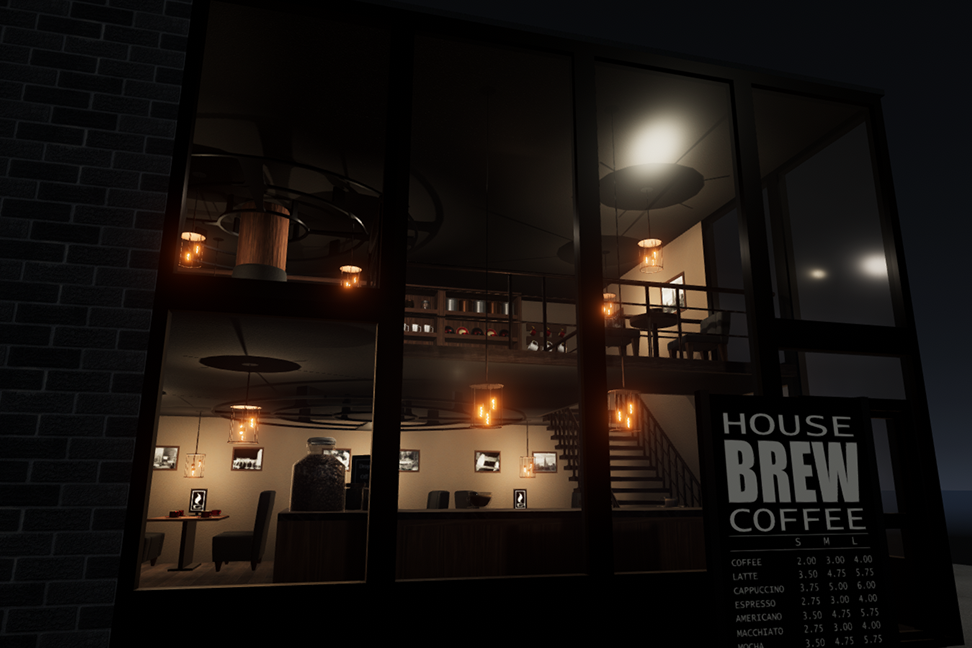 HOUSE
BREW
COFFEE
S M L
COFFEE 2.00 3.00 4.00
LATTE 3.50 4.75 5.75
CAPPUCCINO 3.75 5.00 6.00
ESPRESSO 2.75 3.00 4.00
AMERICANO 3.50 4.75 5.75
MACCHIATO 2.75 3.00 4.00
MOCHA 3.50 4.75 5.75